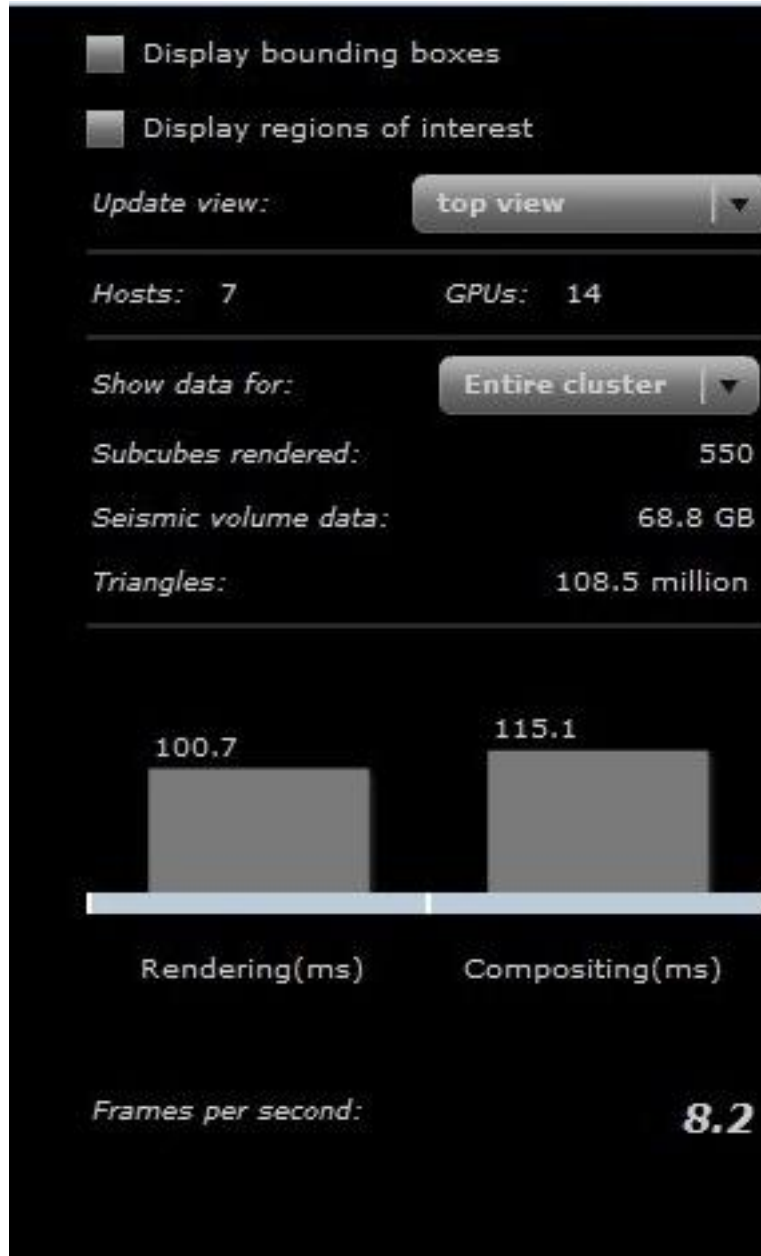 Display bounding boxes
Display regions of interest
Update view: top view
Hosts: 7 GPUs: 14
Show data for: Entire cluster
Subcubes rendered: 550
Seismic volume data: 68.8 GB
Triangles: 108.5 million
100.7 115.1
Rendering(ms) Compositing(ms)
Frames per second: 8.2